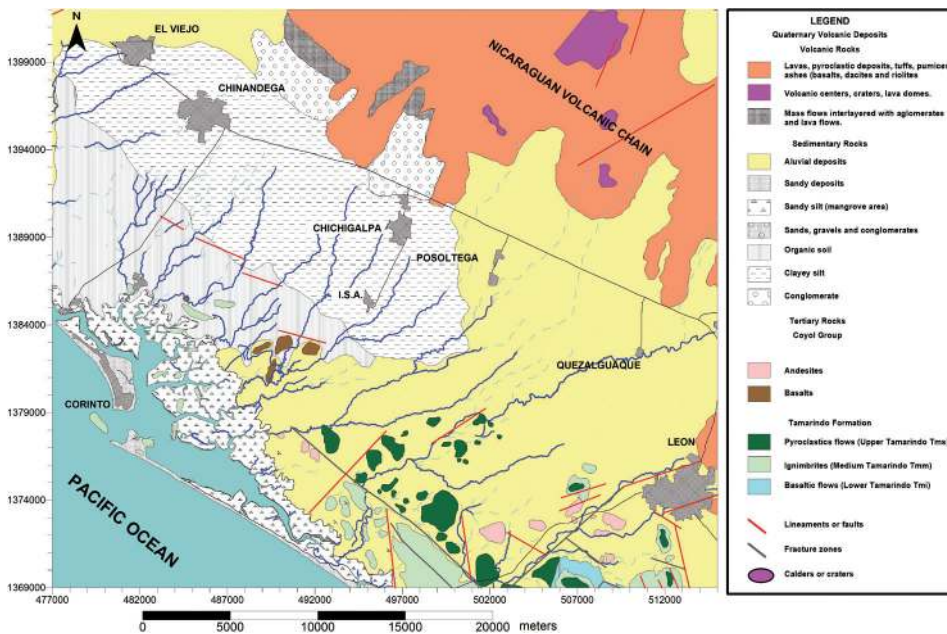 N
EL VIEJO
1399000
CHINANDEGA
NICARAGUAN VOLCANIC CHAIN
1394000
1389000
CHICHIGALPA
POSOLTEGA
I.S.A.
1384000
QUEZALGUAQUE
1379000
CORINTO
LEON
1374000
PACIFIC OCEAN
1369000
477000 482000 487000 492000 497000 502000 507000 512000
0 5000 10000 15000 20000 meters
LEGEND
Quaternary Volcanic Deposits
Volcanic Rocks
Lavas, pyroclastic deposits, tuffs, pumices
ashes (basalts, dacites and riolites
Volcanic centers, craters, lava domes.
Mass flows interlayered with aglomerates
and lava flows.
Sedimentary Rocks
Aluvial deposits
Sandy deposits
Sandy silt (mangrove area)
Sands, gravels and conglomerates
Organic soil
Clayey silt
Conglomerate
Tertiary Rocks
Coyol Group
Andesites
Basalts
Tamarindo Formation
Pyroclastics flows (Upper Tamarindo Tms)
Ignimbrites (Medium Tamarindo Tmm)
Basaltic flows (Lower Tamarindo Tmi)
Lineaments or faults
Fracture zones
Calders or craters